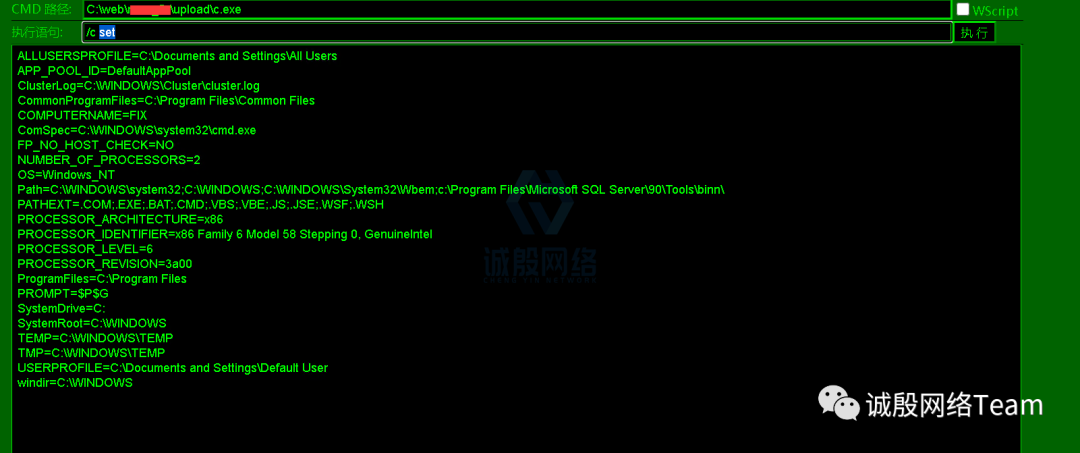 CMD 路径: C:\web\ \upload\c.exe WScript
执行语句: /c set 执 行
ALLUSERSPROFILE=C:\Documents and Settings\All Users
APP_POOL_ID=DefaultAppPool
ClusterLog=C:\WINDOWS\Cluster\cluster.log
CommonProgramFiles=C:\Program Files\Common Files
COMPUTERNAME=FIX
ComSpec=C:\WINDOWS\system32\cmd.exe
FP_NO_HOST_CHECK=NO
NUMBER_OF_PROCESSORS=2
OS=Windows_NT
Path=C:\WINDOWS\system32;C:\WINDOWS;C:\WINDOWS\System32\Wbem;c:\Program Files\Microsoft SQL Server\90\Tools\binn\
PATHEXT=.COM;.EXE;.BAT;.CMD;.VBS;.VBE;.JS;.JSE;.WSF;.WSH
PROCESSOR_ARCHITECTURE=x86
PROCESSOR_IDENTIFIER=x86 Family 6 Model 58 Stepping 0, GenuineIntel
PROCESSOR_LEVEL=6
PROCESSOR_REVISION=3a00
ProgramFiles=C:\Program Files
PROMPT=$P$G
SystemDrive=C:
SystemRoot=C:\WINDOWS
TEMP=C:\WINDOWS\TEMP
TMP=C:\WINDOWS\TEMP
USERPROFILE=C:\Documents and Settings\Default User
windir=C:\WINDOWS
诚殷网络
诚殷网络Team